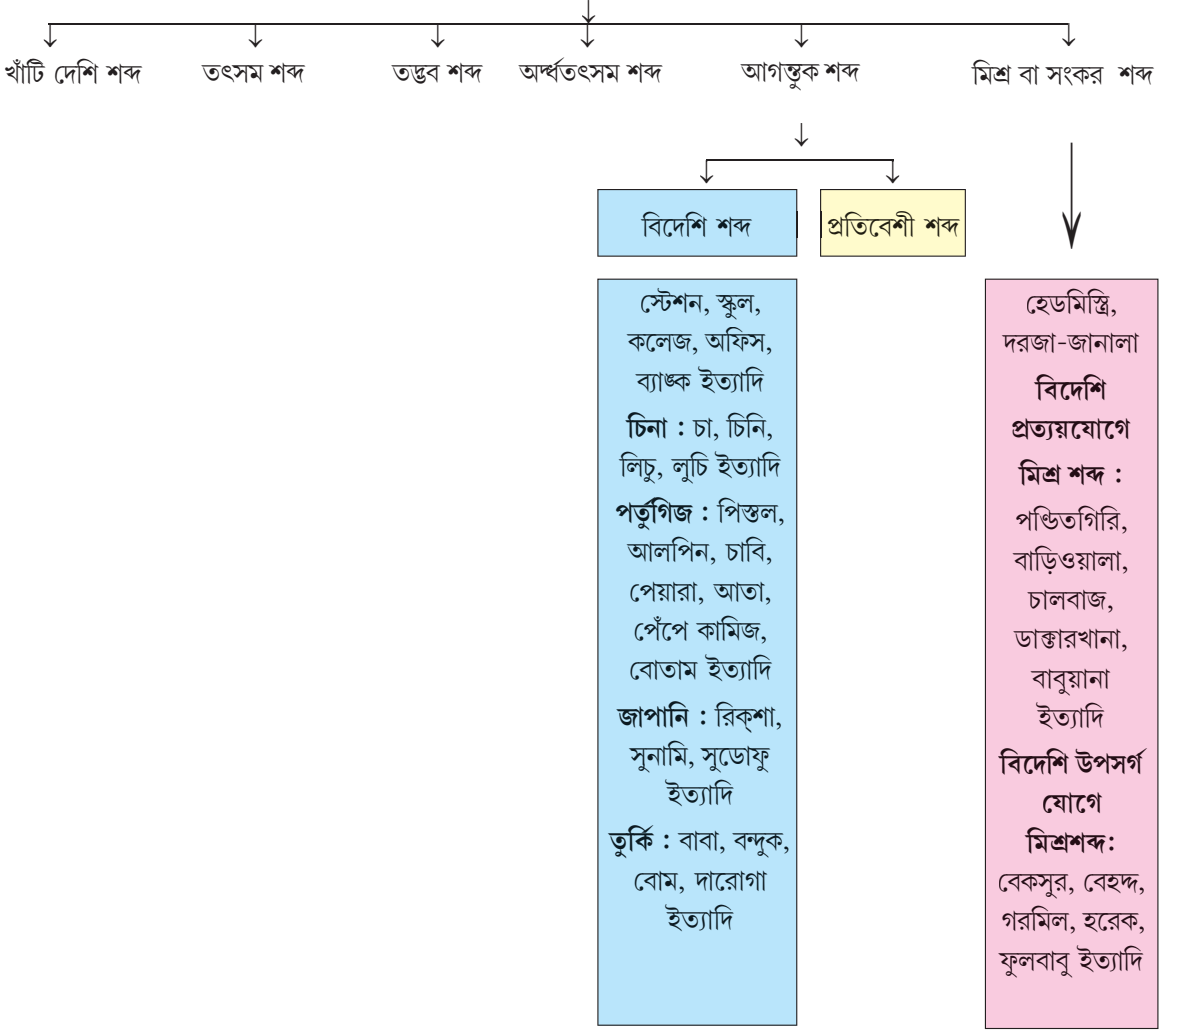 খাঁটি দেশি শব্দ তৎসম শব্দ তদ্ভব শব্দ অর্ধতৎসম শব্দ আগন্তুক শব্দ মিশ্র বা সংকর শব্দ
বিদেশি শব্দ প্রতিবেশী শব্দ
স্টেশন, স্কুল,
কলেজ, অফিস,
ব্যাঙ্ক ইত্যাদি
চিনা : চা, চিনি,
লিচু, লুচি ইত্যাদি
পর্তুগিজ : পিস্তল,
আলপিন, চাবি,
পেয়ারা, আতা,
পেঁপে কামিজ,
বোতাম ইত্যাদি
জাপানি : রিক্‌শা,
সুনামি, সুডোফু
ইত্যাদি
তুর্কি : বাবা, বন্দুক,
বোম, দারোগা
ইত্যাদি
হেডমিস্ত্রি,
দরজা-জানালা
বিদেশি
প্রত্যয়যোগে
মিশ্র শব্দ :
পণ্ডিতগিরি,
বাড়িওয়ালা,
চালবাজ,
ডাক্তারখানা,
বাবুয়ানা
ইত্যাদি
বিদেশি উপসর্গ
যোগে
মিশ্রশব্দ:
বেকসুর, বেহদ্দ,
গরমিল, হরেক,
ফুলবাবু ইত্যাদি